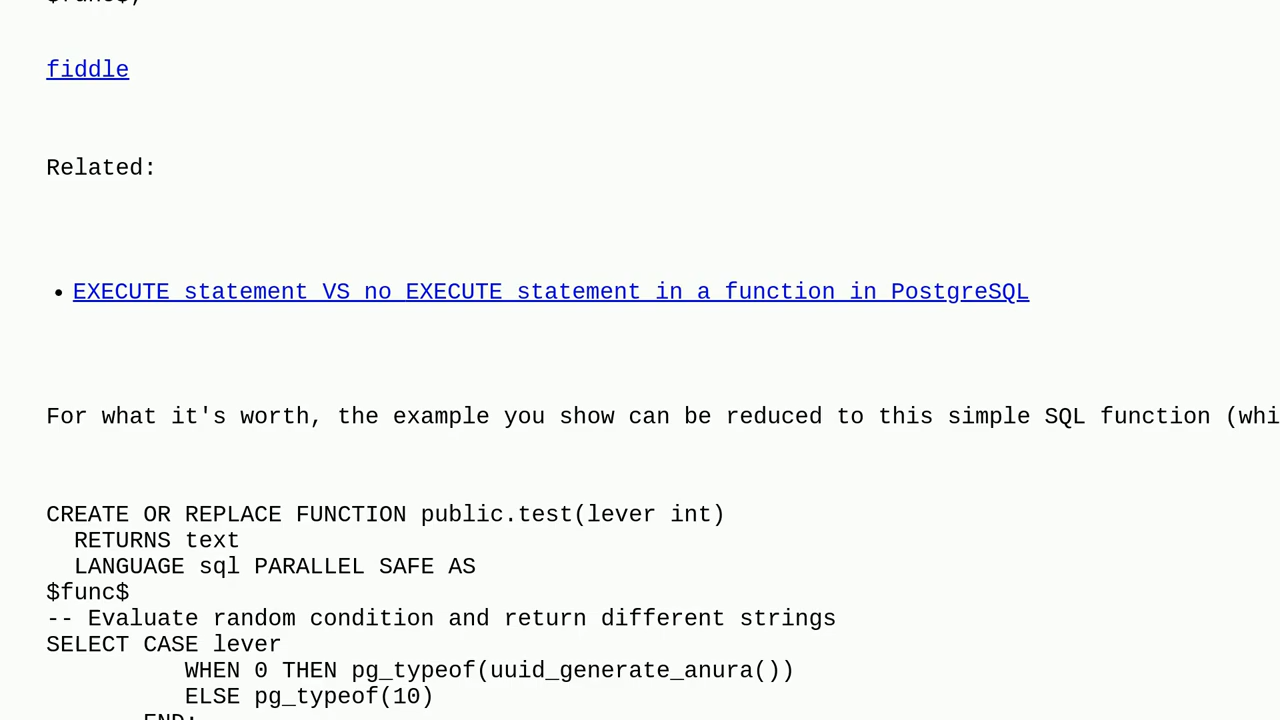 $func$;
fiddle
Related:
• EXECUTE statement VS no EXECUTE statement in a function in PostgreSQL
For what it's worth, the example you show can be reduced to this simple SQL function (whi
CREATE OR REPLACE FUNCTION public.test(lever int)
  RETURNS text
  LANGUAGE sql PARALLEL SAFE AS
$func$
-- Evaluate random condition and return different strings
SELECT CASE lever
          WHEN 0 THEN pg_typeof(uuid_generate_anura())
          ELSE pg_typeof(10)
       END;